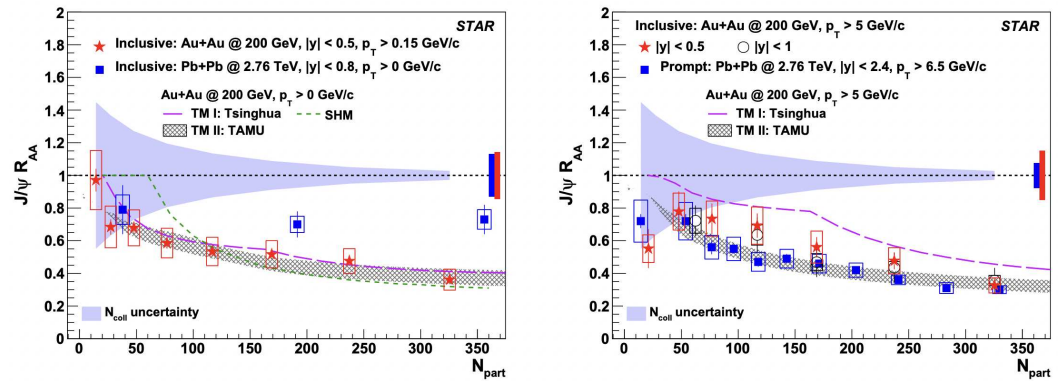 STAR
Inclusive: Au+Au @ 200 GeV, |y| < 0.5, p_T > 0.15 GeV/c
Inclusive: Pb+Pb @ 2.76 TeV, |y| < 0.8, p_T > 0 GeV/c
Au+Au @ 200 GeV, p_T > 0 GeV/c
TM I: Tsinghua
SHM
TM II: TAMU
J/ψ R_AA
2
1.8
1.6
1.4
1.2
1
0.8
0.6
0.4
0.2
0
N_coll uncertainty
0 50 100 150 200 250 300 350
N_part
STAR
Inclusive: Au+Au @ 200 GeV, p_T > 5 GeV/c
|y| < 0.5
|y| < 1
Prompt: Pb+Pb @ 2.76 TeV, |y| < 2.4, p_T > 6.5 GeV/c
Au+Au @ 200 GeV, p_T > 5 GeV/c
TM I: Tsinghua
TM II: TAMU
J/ψ R_AA
2
1.8
1.6
1.4
1.2
1
0.8
0.6
0.4
0.2
0
N_coll uncertainty
0 50 100 150 200 250 300 350
N_part